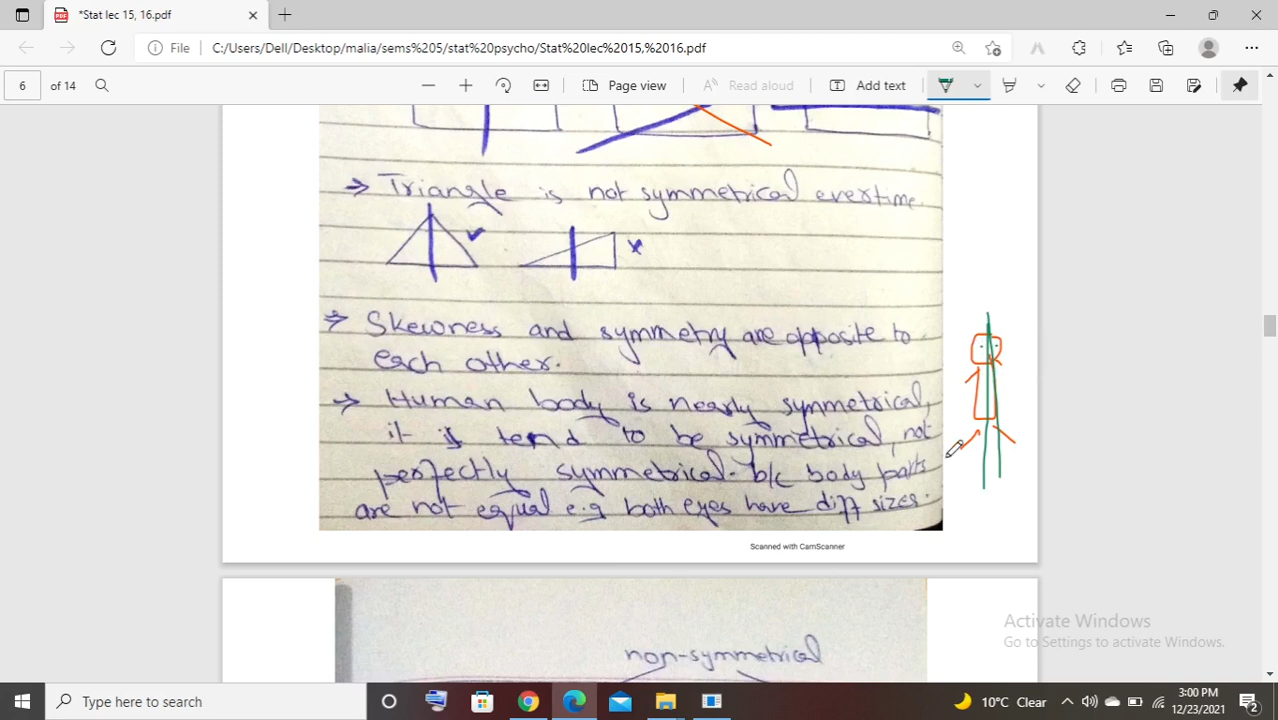 *Stat lec 15, 16.pdf
File C:/Users/Dell/Desktop/malia/sems%205/stat%20psycho/Stat%20lec%2015,%2016.pdf
6 of 14 Page view Read aloud Add text
⇒ Triangle is not symmetrical overtime.
⇒ Skewness and symmetry are opposite to
each other.
→ Human body is nearly symmetrical,
it is tend to be symmetrical, not
perfectly symmetrical. b/c body parts
are not equal e.g both eyes have diff sizes.
Scanned with CamScanner
non-symmetrical
Activate Windows
Go to Settings to activate Windows.
Type here to search
10°C Clear
3:00 PM
12/23/2021
2